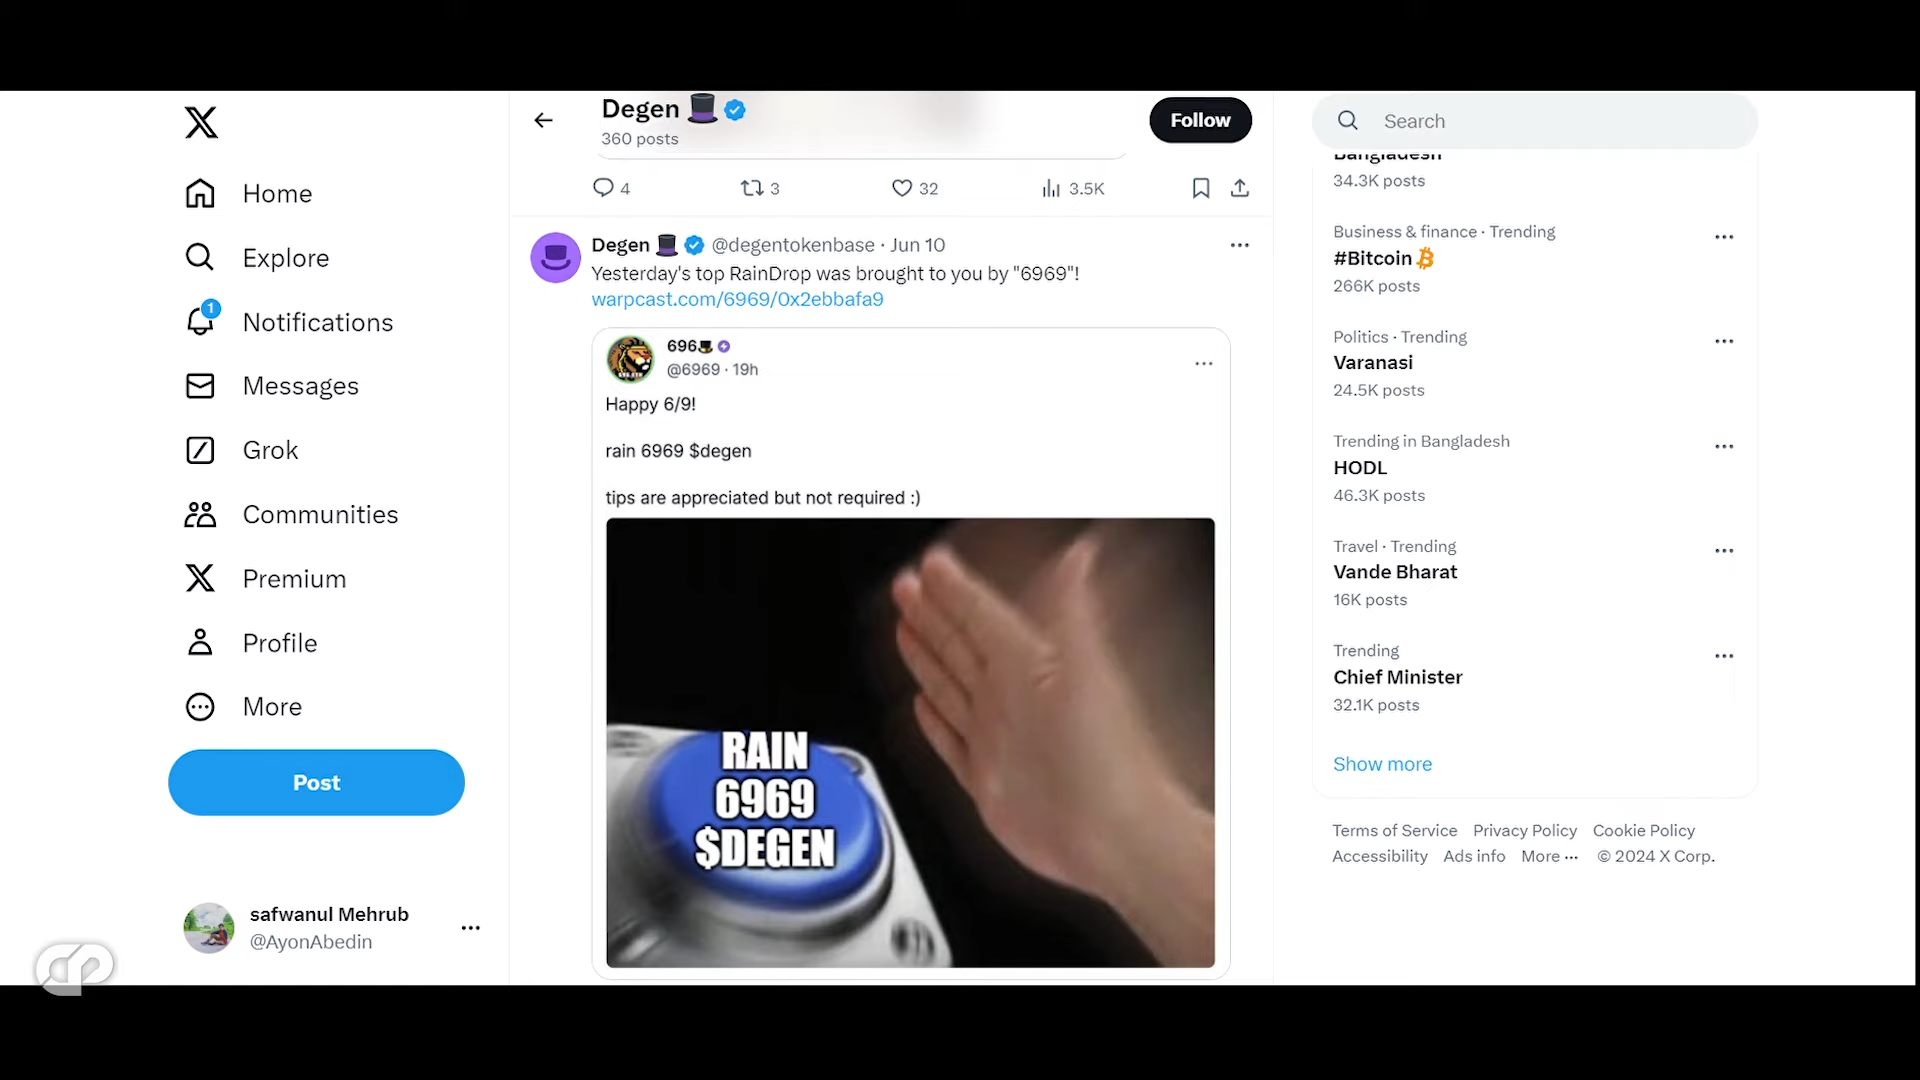 Home
Explore
1
Notifications
Messages
Grok
Communities
Premium
Profile
More
Post
safwanul Mehrub
@AyonAbedin
Degen
360 posts
Follow
4
3
32
3.5K
Degen @degentokenbase · Jun 10
Yesterday's top RainDrop was brought to you by "6969"!
warpcast.com/6969/0x2ebbafa9
696
@6969 · 19h
Happy 6/9!
rain 6969 $degen
tips are appreciated but not required :)
RAIN
6969
$DEGEN
Search
Bangladesh
34.3K posts
Business & finance · Trending
#Bitcoin
266K posts
Politics · Trending
Varanasi
24.5K posts
Trending in Bangladesh
HODL
46.3K posts
Travel · Trending
Vande Bharat
16K posts
Trending
Chief Minister
32.1K posts
Show more
Terms of Service Privacy Policy Cookie Policy
Accessibility Ads info More ··· © 2024 X Corp.